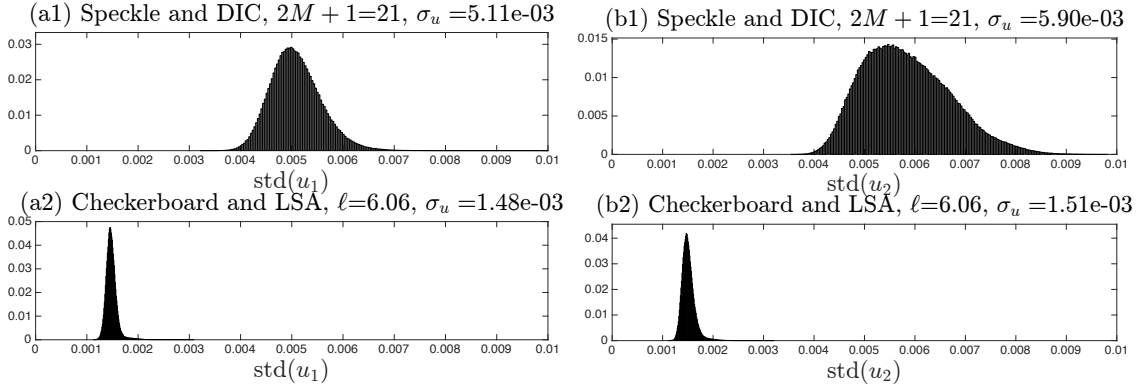 (a1) Speckle and DIC, 2M + 1=21, σ_u =5.11e-03
0.03
0.02
0.01
0
0 0.001 0.002 0.003 0.004 0.005 0.006 0.007 0.008 0.009 0.01
std(u_1)
(b1) Speckle and DIC, 2M + 1=21, σ_u =5.90e-03
0.015
0.01
0.005
0
0 0.001 0.002 0.003 0.004 0.005 0.006 0.007 0.008 0.009 0.01
std(u_2)
(a2) Checkerboard and LSA, ℓ=6.06, σ_u =1.48e-03
0.05
0.04
0.03
0.02
0.01
0
0 0.001 0.002 0.003 0.004 0.005 0.006 0.007 0.008 0.009 0.01
std(u_1)
(b2) Checkerboard and LSA, ℓ=6.06, σ_u =1.51e-03
0.04
0.03
0.02
0.01
0
0 0.001 0.002 0.003 0.004 0.005 0.006 0.007 0.008 0.009 0.01
std(u_2)